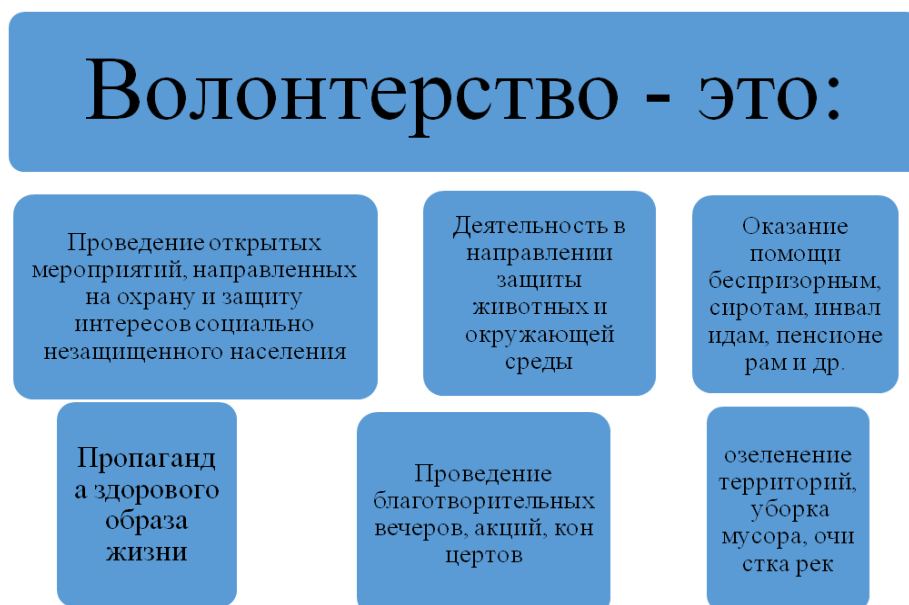 Волонтерство - это:
Проведение открытых
мероприятий, направленных
на охрану и защиту
интересов социально
незащищенного населения
Деятельность в
направлении
защиты
животных и
окружающей
среды
Оказание
помощи
беспризорным,
сиротам, инвал
идам, пенсионе
рам и др.
Пропаганд
а здорового
образа
жизни
Проведение
благотворительных
вечеров, акций, кон
цертов
озеленение
территорий,
уборка
мусора, очи
стка рек